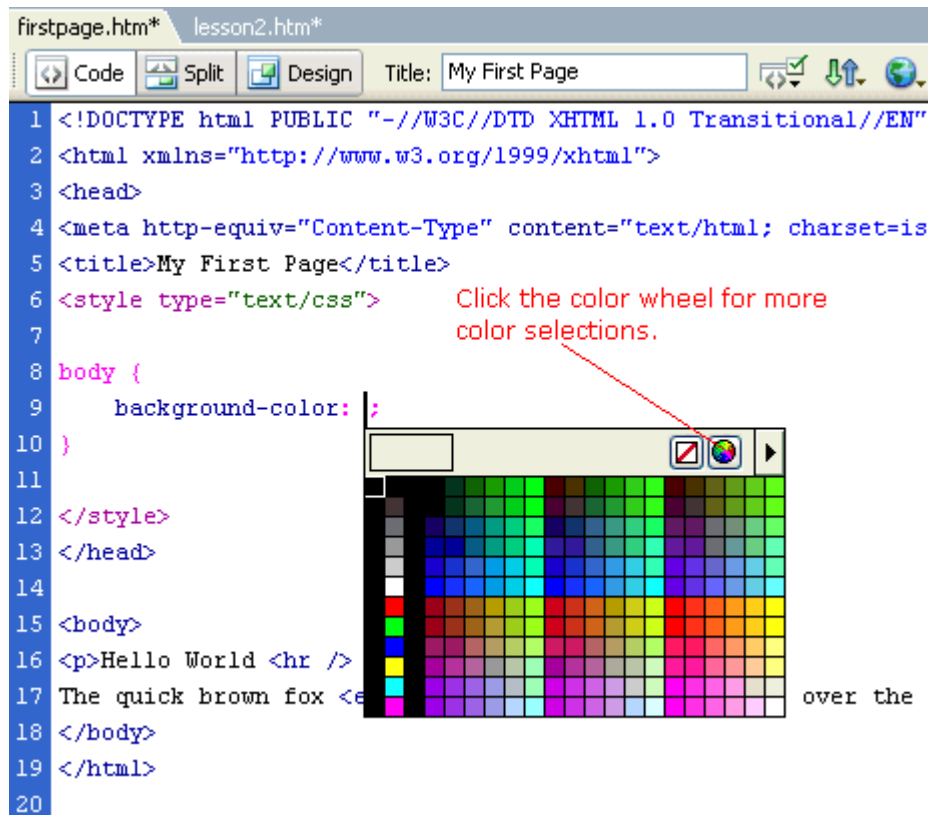 firstpage.htm* lesson2.htm*
Code Split Design Title: My First Page
1 <!DOCTYPE html PUBLIC "-//W3C//DTD XHTML 1.0 Transitional//EN"
2 <html xmlns="http://www.w3.org/1999/xhtml">
3 <head>
4 <meta http-equiv="Content-Type" content="text/html; charset=is
5 <title>My First Page</title>
6 <style type="text/css">
Click the color wheel for more
color selections.
7
8 body {
9 background-color: ;
10 }
11
12 </style>
13 </head>
14
15 <body>
16 <p>Hello World <hr />
17 The quick brown fox <e over the
18 </body>
19 </html>
20